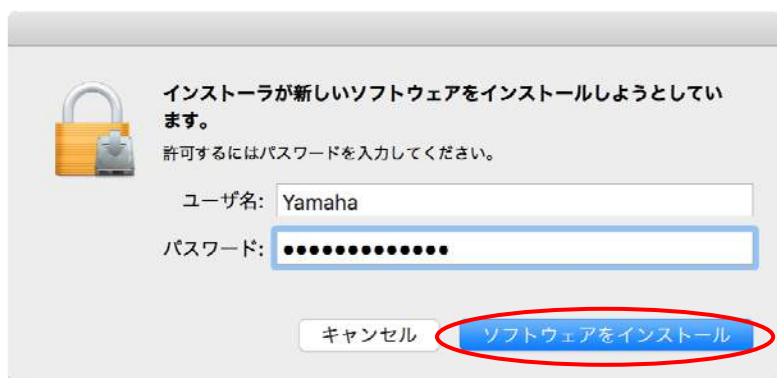 インストーラが新しいソフトウェアをインストールしようとしてい
ます。
許可するにはパスワードを入力してください。
ユーザ名: Yamaha
パスワード: ●●●●●●●●●●●●●
キャンセル ソフトウェアをインストール